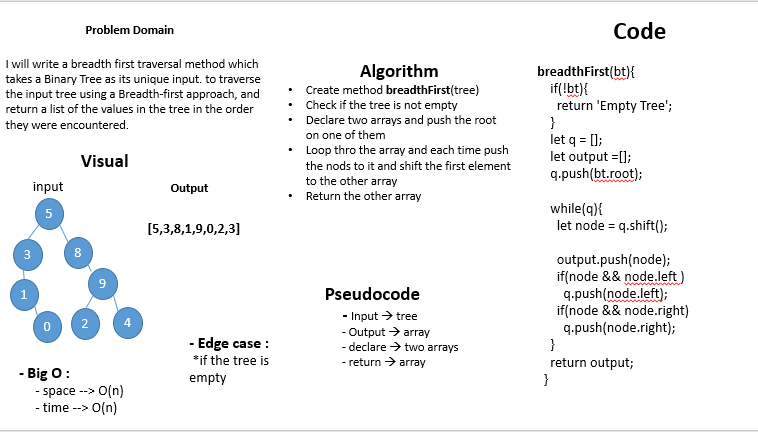 Problem Domain
I will write a breadth first traversal method which
takes a Binary Tree as its unique input. to traverse
the input tree using a Breadth-first approach, and
return a list of the values in the tree in the order
they were encountered.
Visual
input
Output
5
3
8
1
9
0
2
4
[5,3,8,1,9,0,2,3]
- Big O :
- space --> O(n)
- time --> O(n)
- Edge case :
*if the tree is
empty
Algorithm
• Create method breadthFirst(tree)
• Check if the tree is not empty
• Declare two arrays and push the root
on one of them
• Loop thro the array and each time push
the nods to it and shift the first element
to the other array
• Return the other array
Pseudocode
- Input → tree
- Output → array
- declare → two arrays
- return → array
Code
breadthFirst(bt){
if(!bt){
return 'Empty Tree';
}
let q = [];
let output =[];
q.push(bt.root);
while(q){
let node = q.shift();
output.push(node);
if(node && node.left )
q.push(node.left);
if(node && node.right)
q.push(node.right);
}
return output;
}